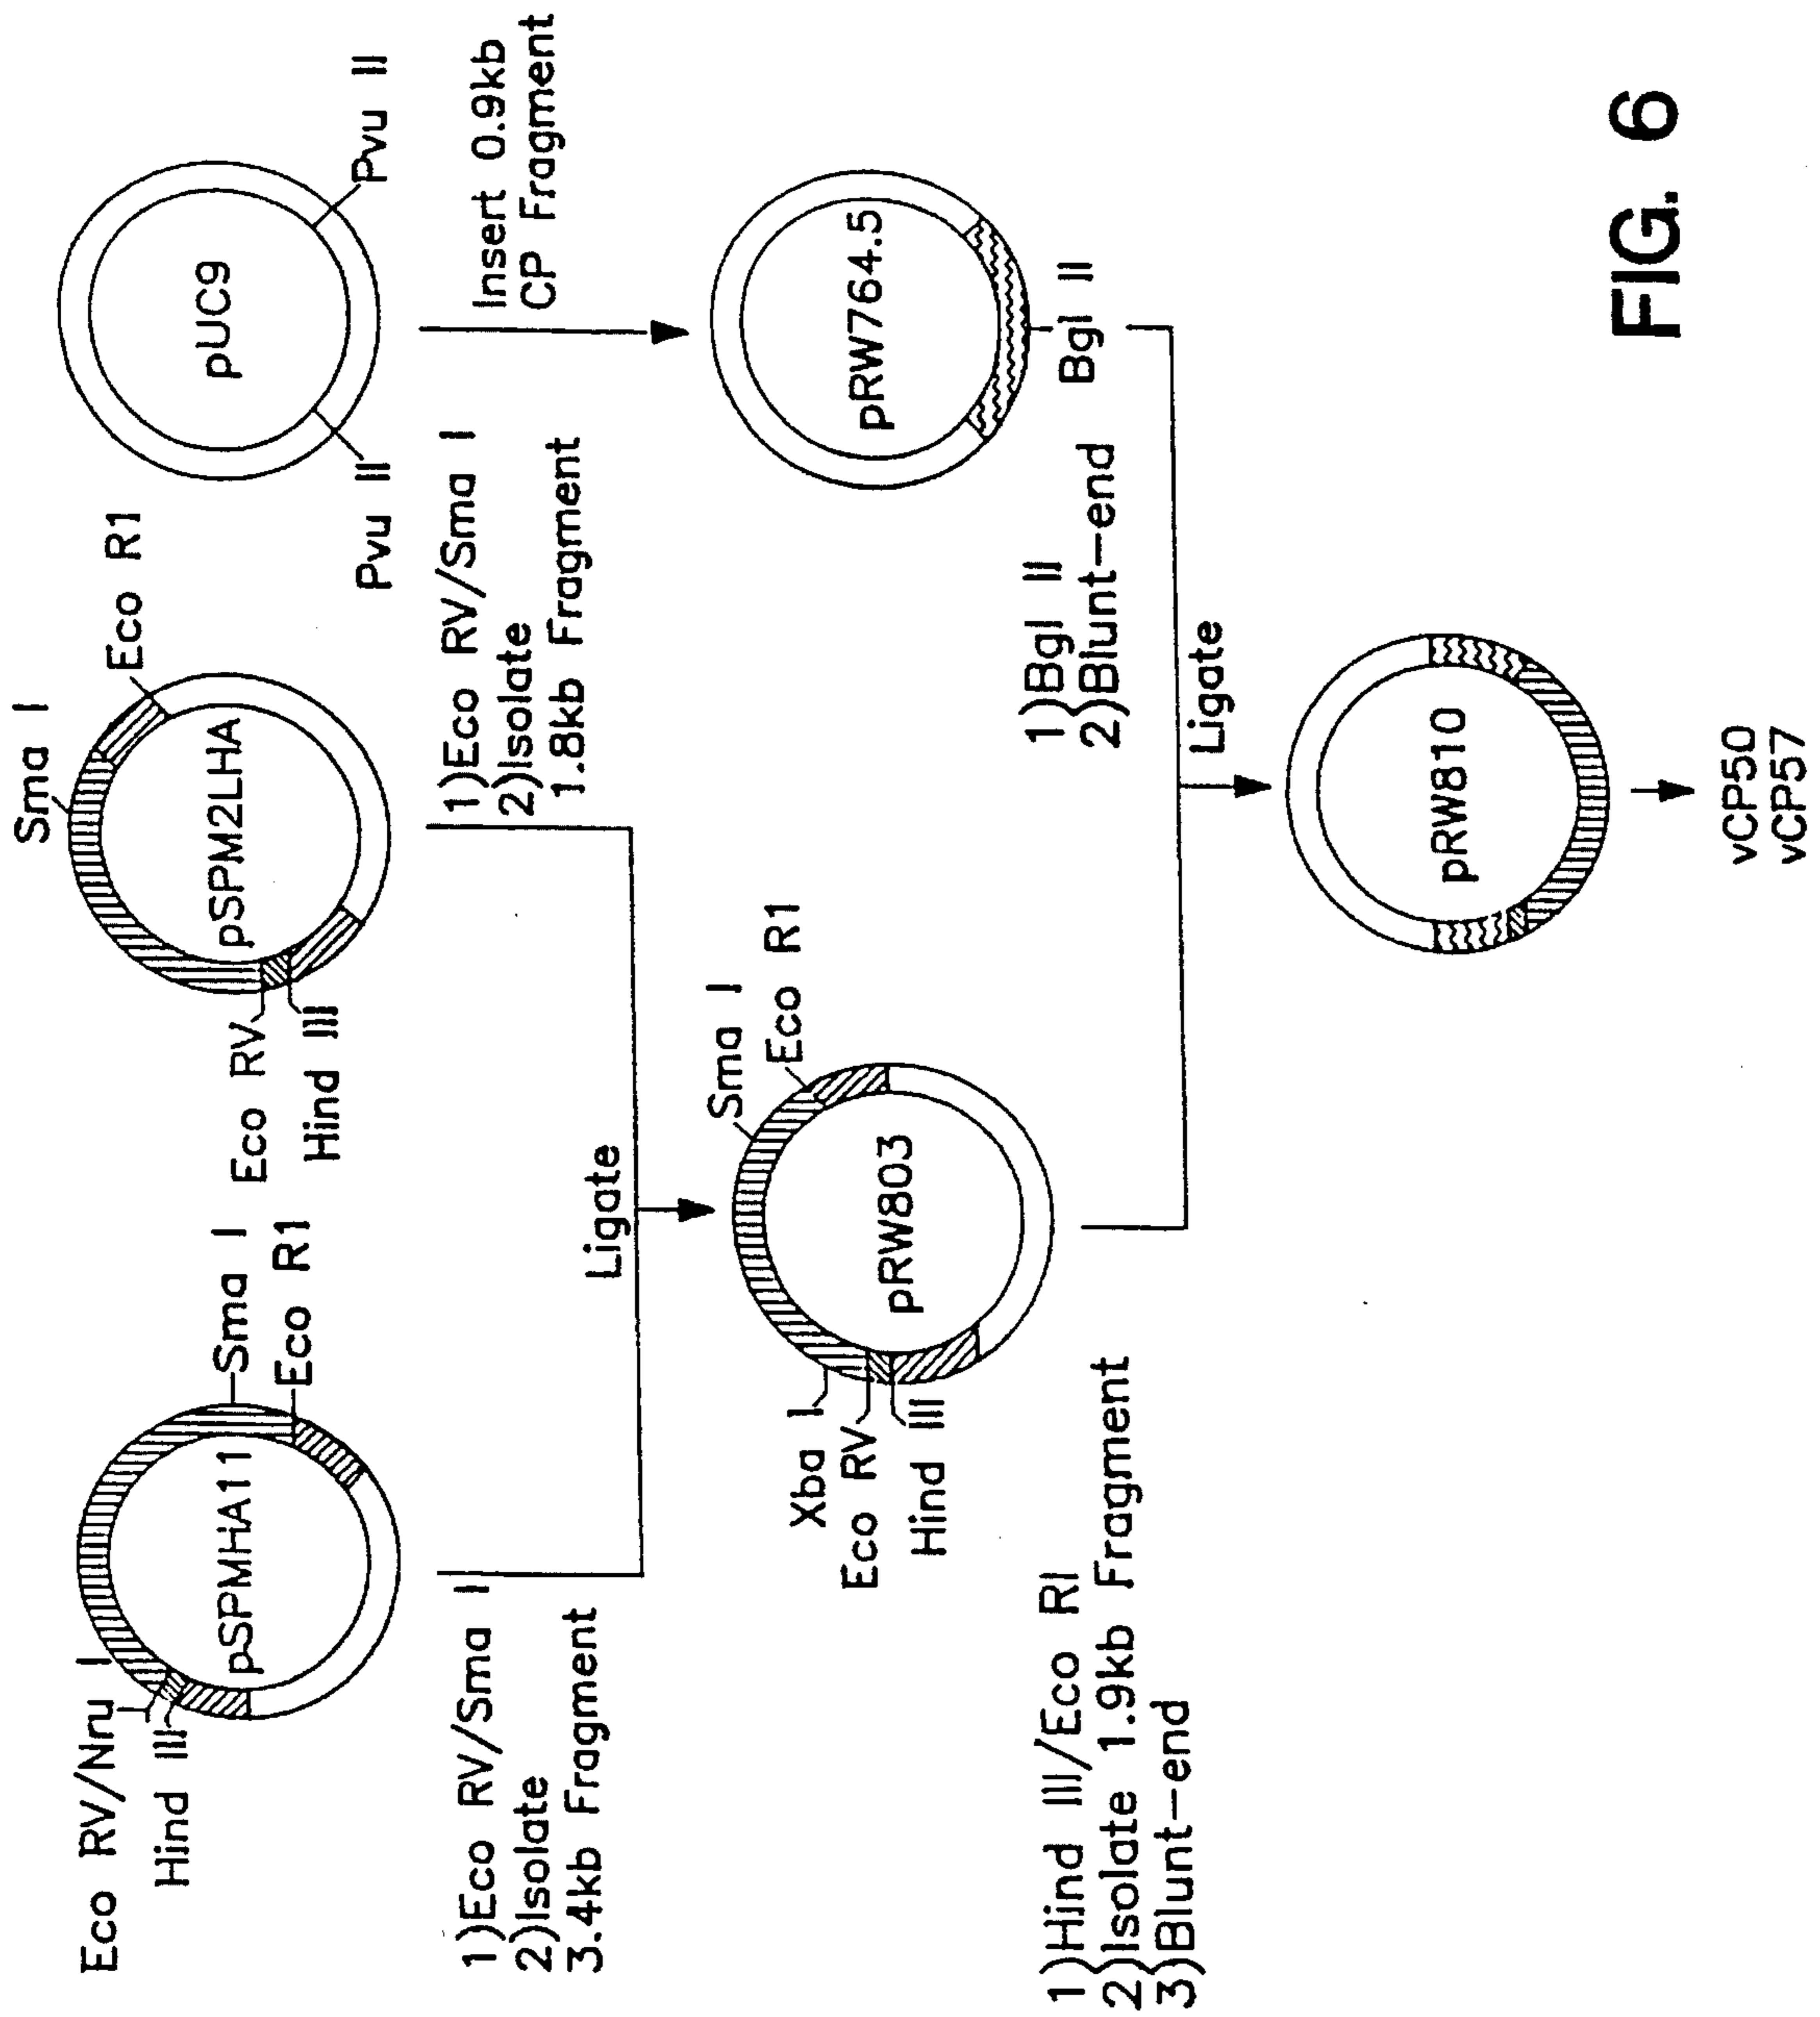 Eco RV/Nru I
Hind III
pSPMHA11
Sma I
Eco R1
Eco RV
Hind III
pSPM2LHA
Sma I
Eco R1
pUC9
Pvu II
Pvu II
1)Eco RV/Sma I
2)Isolate
3.4kb Fragment
1)Eco RV/Sma I
2)Isolate
1.8kb Fragment
Insert 0.9kb
CP Fragment
Ligate
Xba I
Eco RV
Hind III
pRW803
Sma I
Eco R1
pRW764.5
Bgl II
1)Hind III/Eco RI
2)Isolate 1.9kb Fragment
3)Blunt-end
1)Bgl II
2)Blunt-end
Ligate
pRW810
vCP50
vCP57
FIG. 6